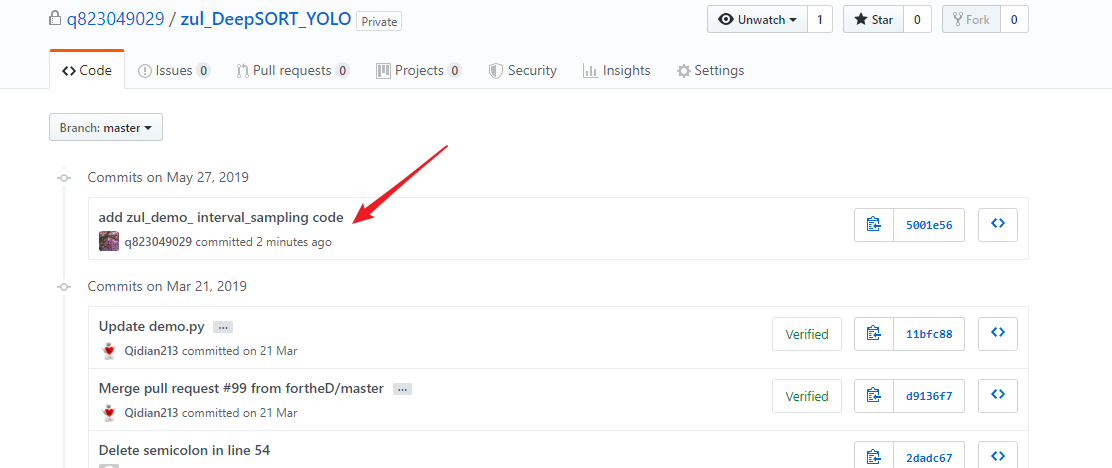 q823049029 / zul_DeepSORT_YOLO Private Unwatch 1 Star 0 Fork 0
Code Issues 0 Pull requests 0 Projects 0 Security Insights Settings
Branch: master
Commits on May 27, 2019
add zul_demo_ interval_sampling code
q823049029 committed 2 minutes ago
5001e56
Commits on Mar 21, 2019
Update demo.py ...
Qidian213 committed on 21 Mar
Verified 11bfc88
Merge pull request #99 from fortheD/master ...
Qidian213 committed on 21 Mar
Verified d9136f7
Delete semicolon in line 54
2dadc67